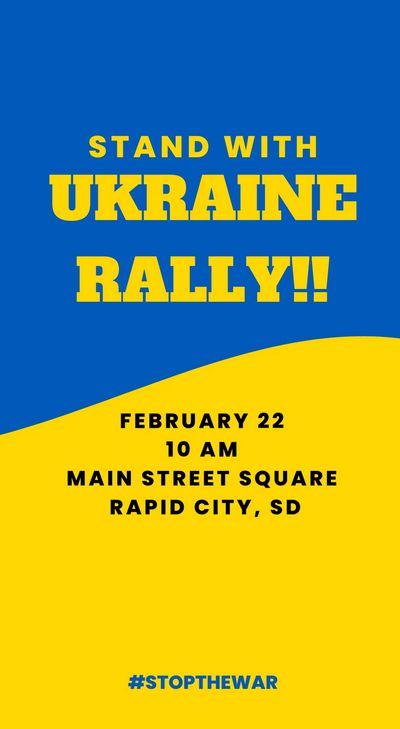 STAND WITH
UKRAINE
RALLY!!
FEBRUARY 22
10 AM
MAIN STREET SQUARE
RAPID CITY, SD
#STOPTHEWAR